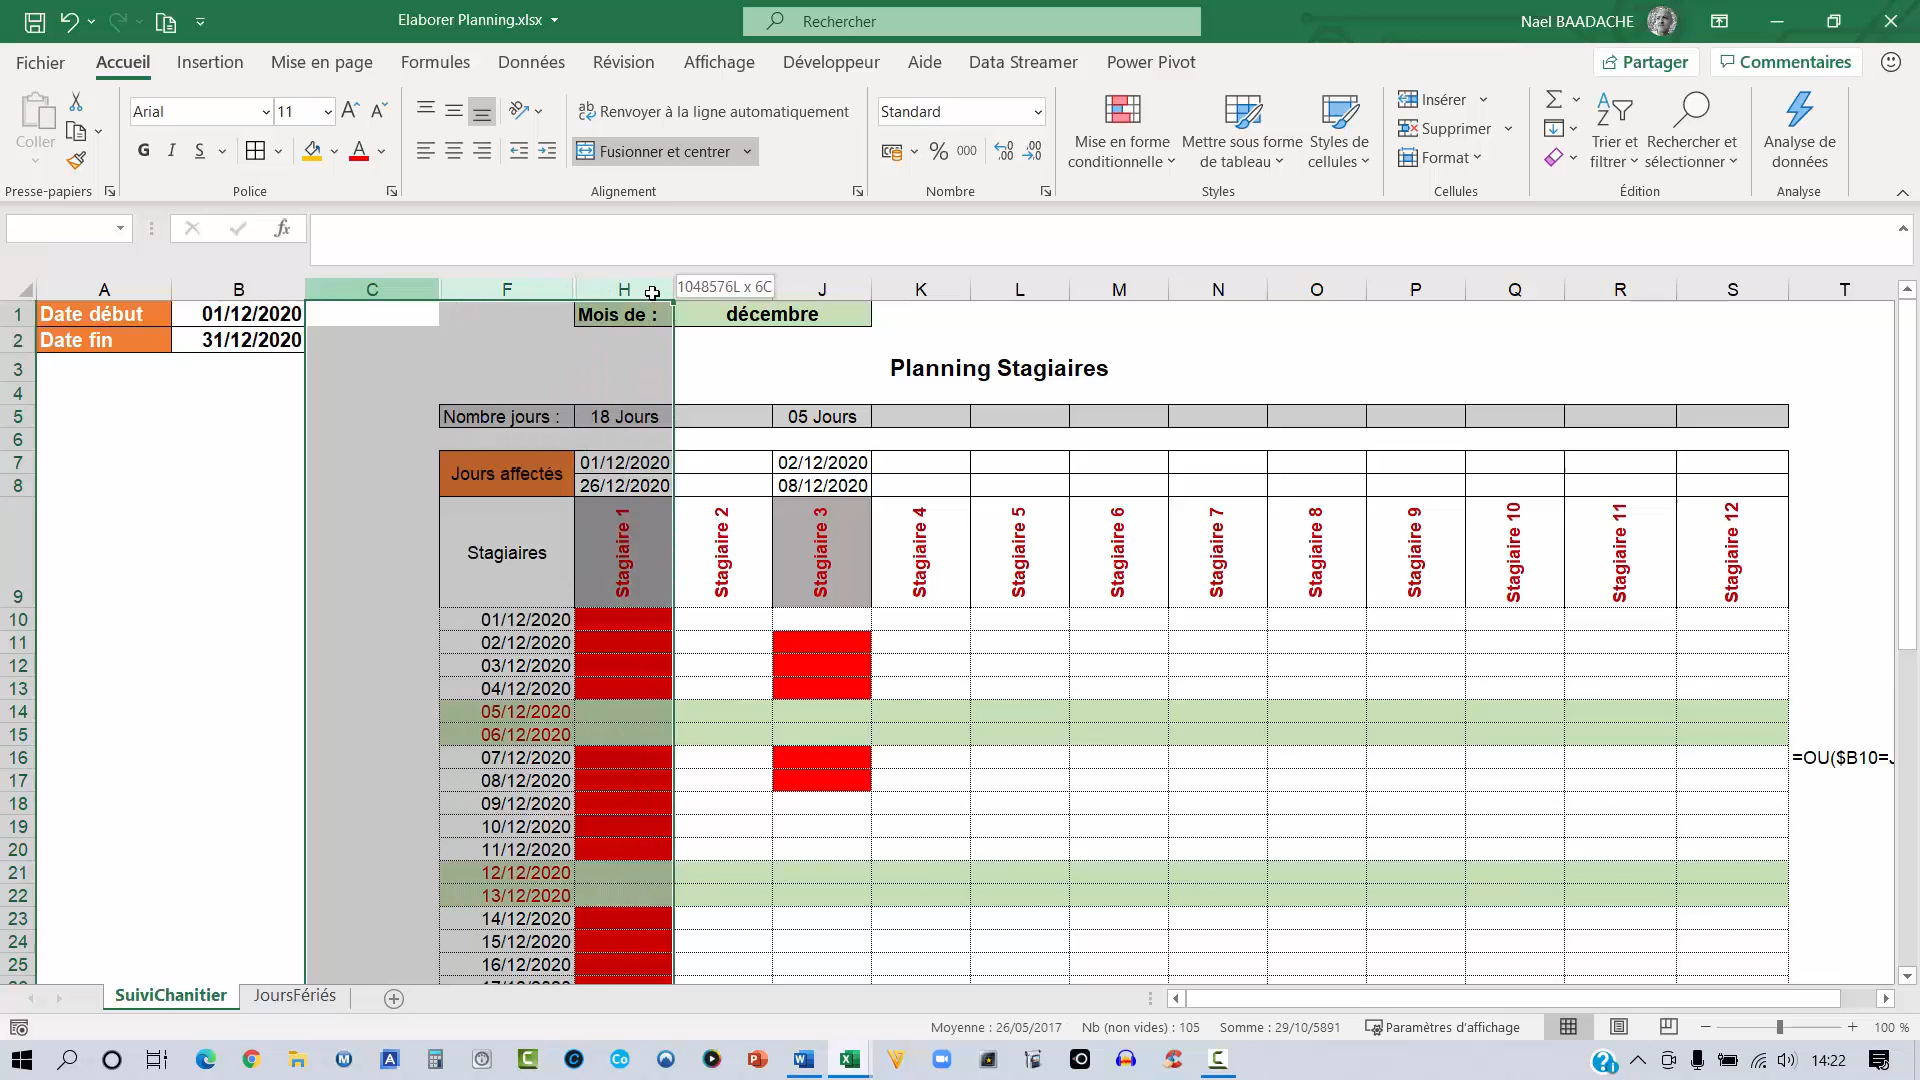 Elaborer Planning.xlsx
Rechercher
Nael BAADACHE
Fichier Accueil Insertion Mise en page Formules Données Révision Affichage Aide Développeur Data Streamer Power Pivot Partager Commentaires
Coller
Presse-papiers
Arial 11
G I S
Police
Renvoyer à la ligne automatiquement
Fusionner et centrer
Alignement
Standard
% 000
Nombre
Mise en forme conditionnelle
Mettre sous forme de tableau
Styles de cellules
Styles
Insérer
Supprimer
Format
Cellules
Trier et filtrer
Rechercher et sélectionner
Édition
Analyse de données
Analyse
fx
A B C F H 1048576L x 6C J K L M N O P Q R S T
1 Date début 01/12/2020 Mois de : décembre
2 Date fin 31/12/2020
3 Planning Stagiaires
4
5 Nombre jours : 18 Jours 05 Jours
6
7 Jours affectés 01/12/2020 02/12/2020
8 26/12/2020 08/12/2020
9 Stagiaires Stagiaire 1 Stagiaire 2 Stagiaire 3 Stagiaire 4 Stagiaire 5 Stagiaire 6 Stagiaire 7 Stagiaire 8 Stagiaire 9 Stagiaire 10 Stagiaire 11 Stagiaire 12
10 01/12/2020
11 02/12/2020
12 03/12/2020
13 04/12/2020
14 05/12/2020
15 06/12/2020
16 07/12/2020 =OU($B10=
17 08/12/2020
18 09/12/2020
19 10/12/2020
20 11/12/2020
21 12/12/2020
22 13/12/2020
23 14/12/2020
24 15/12/2020
25 16/12/2020
SuiviChanitier JoursFériés
Moyenne : 26/05/2017 Nb (non vides) : 105 Somme : 29/10/5891 Paramètres d'affichage 100 %
14:22